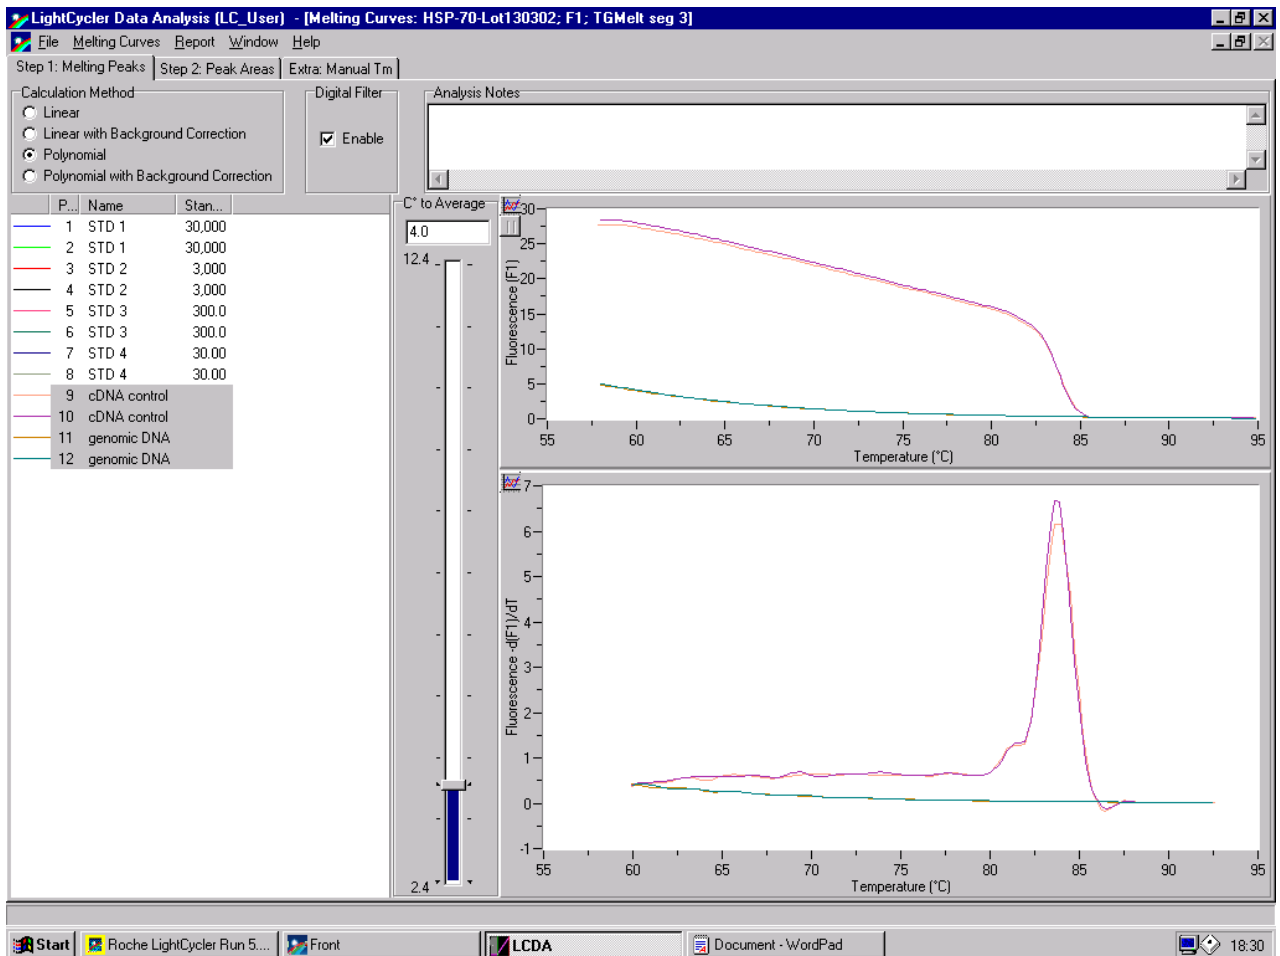 LightCycler Data Analysis (LC_User) - [Melting Curves: HSP-70-Lot130302; F1; TGMelt seg 3]
File Melting Curves Report Window Help
Step 1: Melting Peaks Step 2: Peak Areas Extra: Manual Tm
Calculation Method
Linear
Linear with Background Correction
Polynomial
Polynomial with Background Correction
Digital Filter
Enable
Analysis Notes
P... Name Stan...
1 STD 1 30,000
2 STD 1 30,000
3 STD 2 3,000
4 STD 2 3,000
5 STD 3 300.0
6 STD 3 300.0
7 STD 4 30.00
8 STD 4 30.00
9 cDNA control
10 cDNA control
11 genomic DNA
12 genomic DNA
C° to Average
4.0
12.4
2.4
30
25
20
15
10
5
0
Fluorescence (F1)
55 60 65 70 75 80 85 90 95
Temperature (°C)
7
6
5
4
3
2
1
0
-1
Fluorescence -d(F1)/dT
55 60 65 70 75 80 85 90 95
Temperature (°C)
Start Roche LightCycler Run 5.... Front LCDA Document - WordPad 18:30